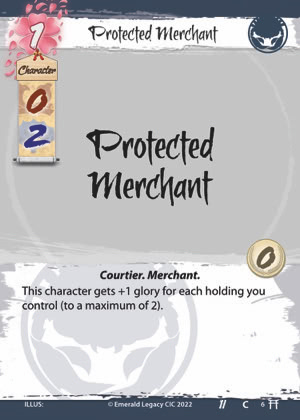 Protected Merchant
1
Character
0
2
Protected
Merchant
0
Courtier. Merchant.
This character gets +1 glory for each holding you
control (to a maximum of 2).
ILLUS:
© Emerald Legacy CIC 2022
C
6